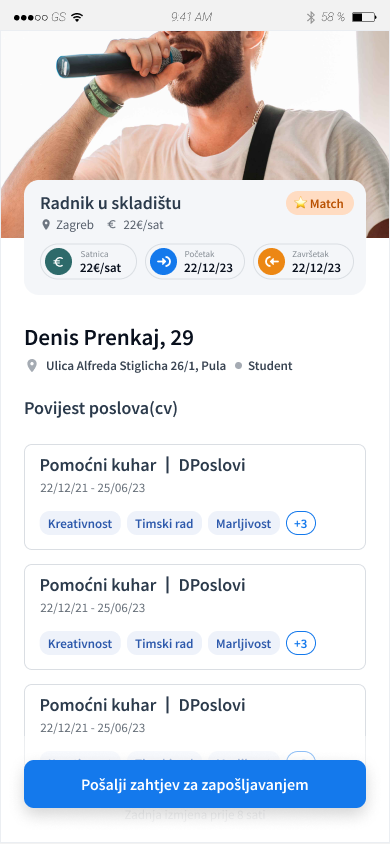 GS 9:41 AM 58 %
Radnik u skladištu
⭐ Match
Zagreb € 22€/sat
€ Satnica 22€/sat
Početak 22/12/23
Završetak 22/12/23
Denis Prenkaj, 29
Ulica Alfreda Stiglicha 26/1, Pula Student
Povijest poslova(cv)
Pomoćni kuhar | DPoslovi
22/12/21 - 25/06/23
Kreativnost Timski rad Marljivost +3
Pomoćni kuhar | DPoslovi
22/12/21 - 25/06/23
Kreativnost Timski rad Marljivost +3
Pomoćni kuhar | DPoslovi
22/12/21 - 25/06/23
Pošalji zahtjev za zapošljavanjem
Zadnja izmjena prije 8 sati